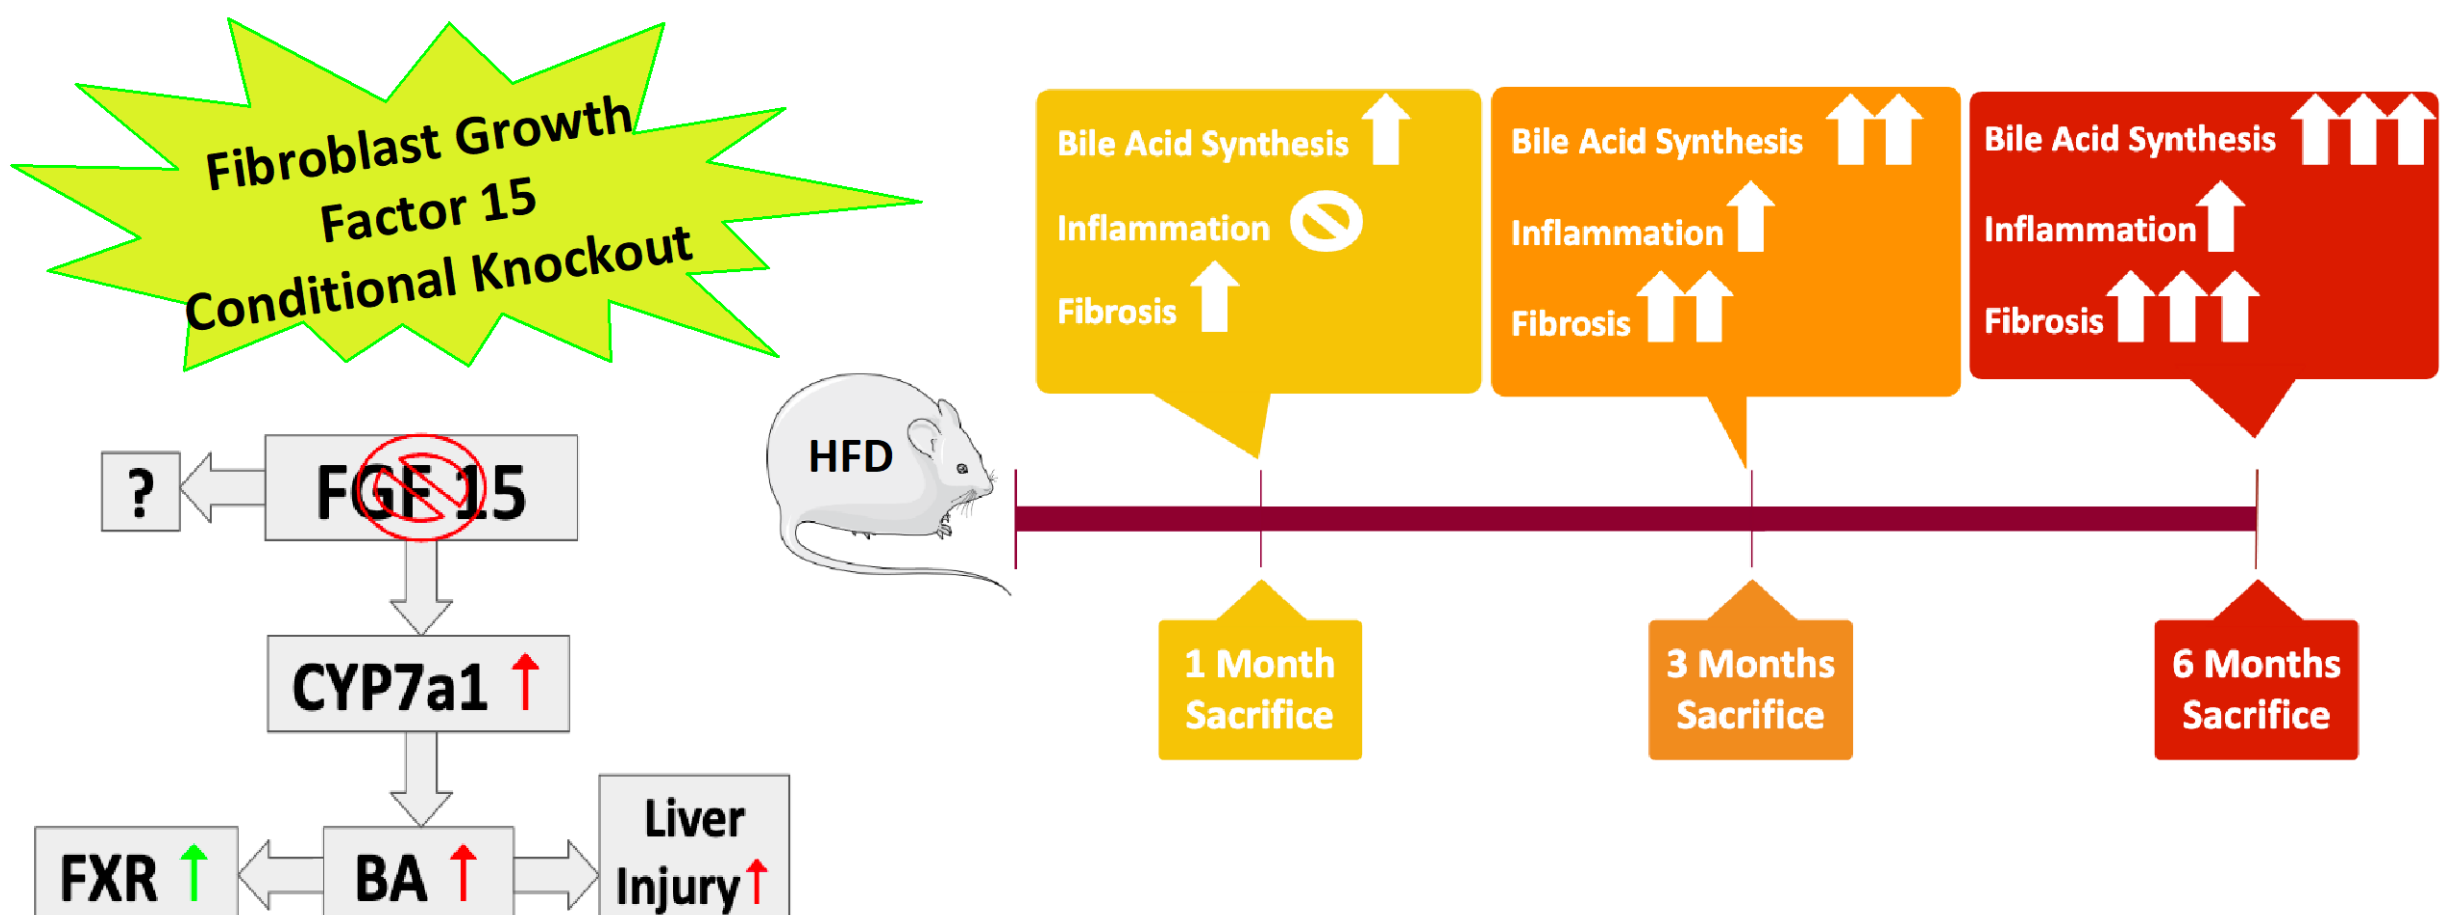 Fibroblast Growth
Factor 15
Conditional Knockout
?
FGF 15
CYP7a1
FXR
BA
Liver
Injury
HFD
Bile Acid Synthesis
Inflammation
Fibrosis
Bile Acid Synthesis
Inflammation
Fibrosis
Bile Acid Synthesis
Inflammation
Fibrosis
1 Month
Sacrifice
3 Months
Sacrifice
6 Months
Sacrifice